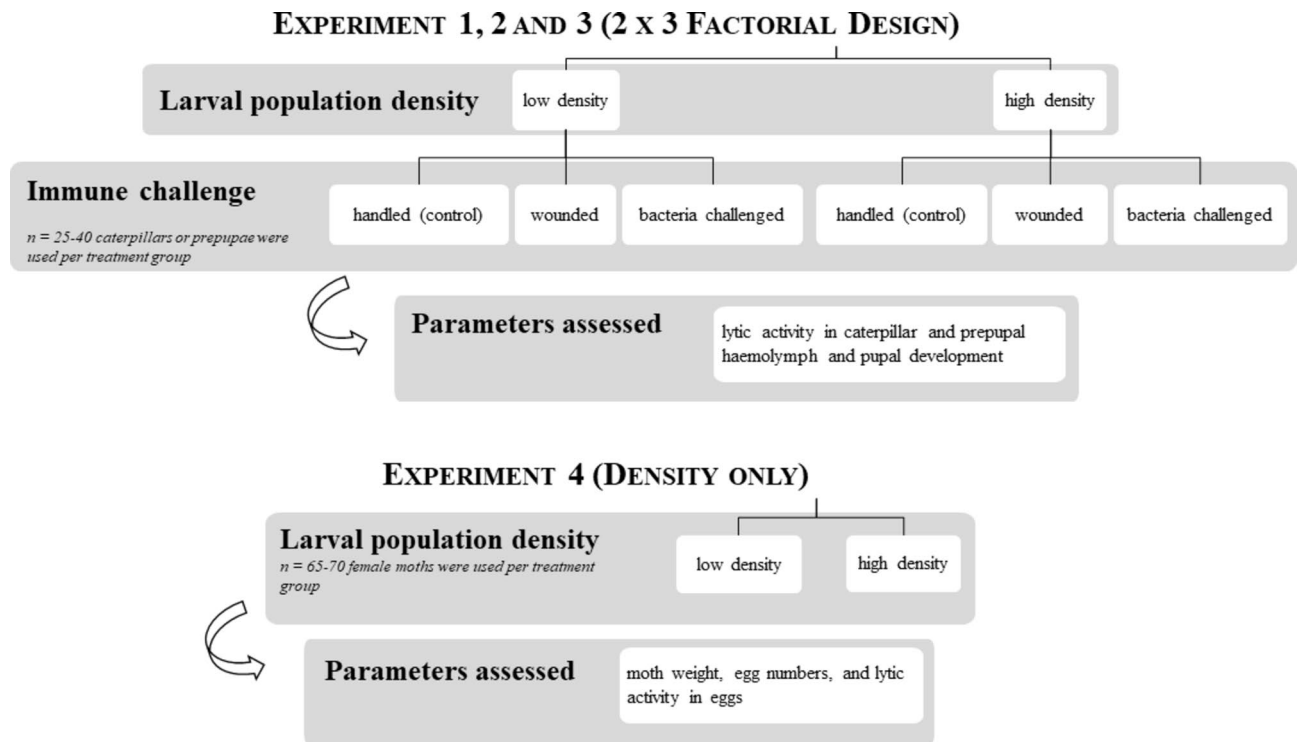 EXPERIMENT 1, 2 AND 3 (2 X 3 FACTORIAL DESIGN)
Larval population density
low density
high density
Immune challenge
n = 25-40 caterpillars or prepupae were
used per treatment group
handled (control)
wounded
bacteria challenged
handled (control)
wounded
bacteria challenged
Parameters assessed
lytic activity in caterpillar and prepupal
haemolymph and pupal development
EXPERIMENT 4 (DENSITY ONLY)
Larval population density
n = 65-70 female moths were used per treatment
group
low density
high density
Parameters assessed
moth weight, egg numbers, and lytic
activity in eggs